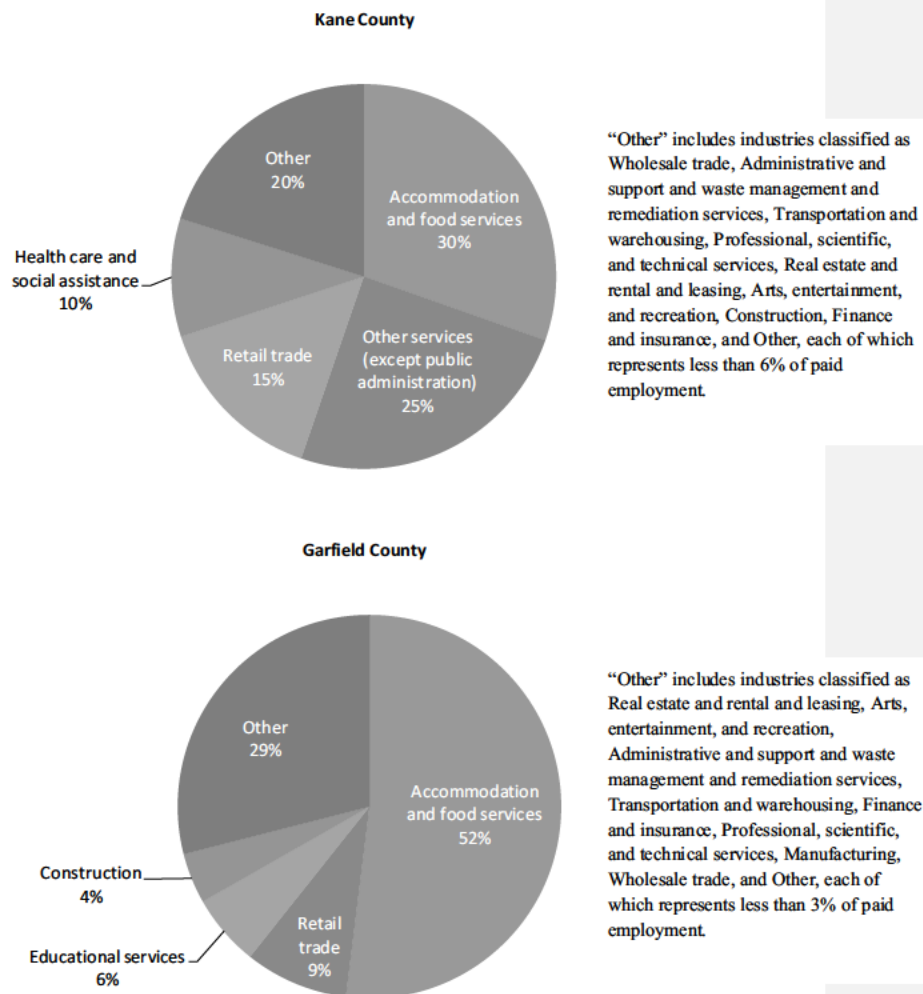 Kane County
Other
20%
Accommodation
and food services
30%
Health care and
social assistance
10%
Retail trade
15%
Other services
(except public
administration)
25%
“Other” includes industries classified as
Wholesale trade, Administrative and
support and waste management and
remediation services, Transportation and
warehousing, Professional, scientific,
and technical services, Real estate and
rental and leasing, Arts, entertainment,
and recreation, Construction, Finance
and insurance, and Other, each of which
represents less than 6% of paid
employment.
Garfield County
Other
29%
Accommodation
and food services
52%
Construction
4%
Educational services
6%
Retail
trade
9%
“Other” includes industries classified as
Real estate and rental and leasing, Arts,
entertainment, and recreation,
Administrative and support and waste
management and remediation services,
Transportation and warehousing, Finance
and insurance, Professional, scientific,
and technical services, Manufacturing,
Wholesale trade, and Other, each of
which represents less than 3% of paid
employment.